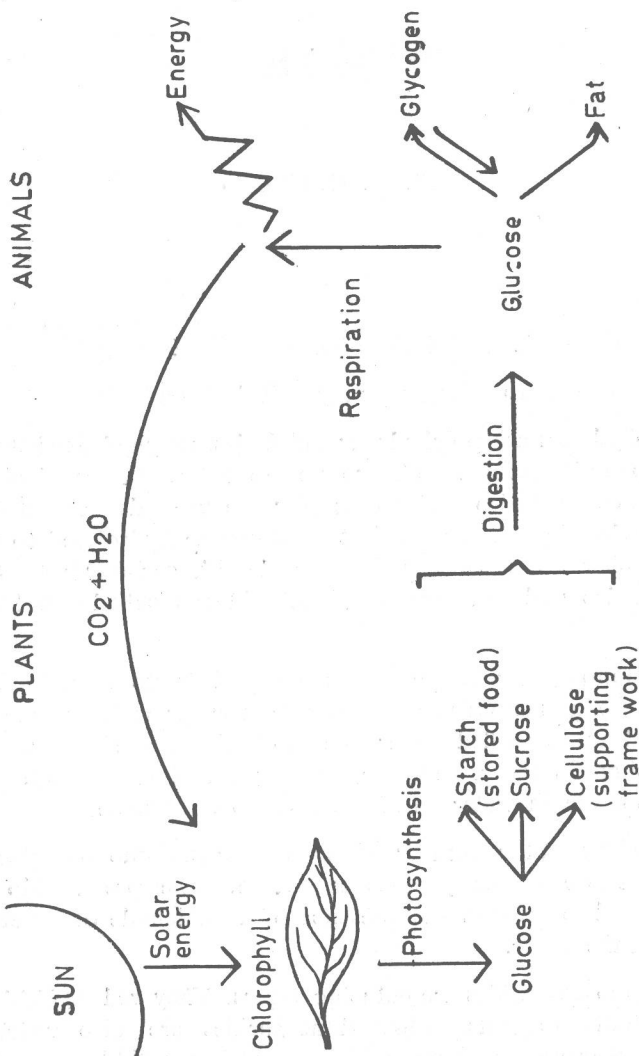 PLANTS
ANIMALS
SUN
Solar
energy
Chlorophyll
Photosynthesis
Glucose
Starch
(stored food)
Sucrose
Cellulose
(supporting
frame work)
CO2 + H2O
Digestion
Respiration
Energy
Glucose
Glycogen
Fat